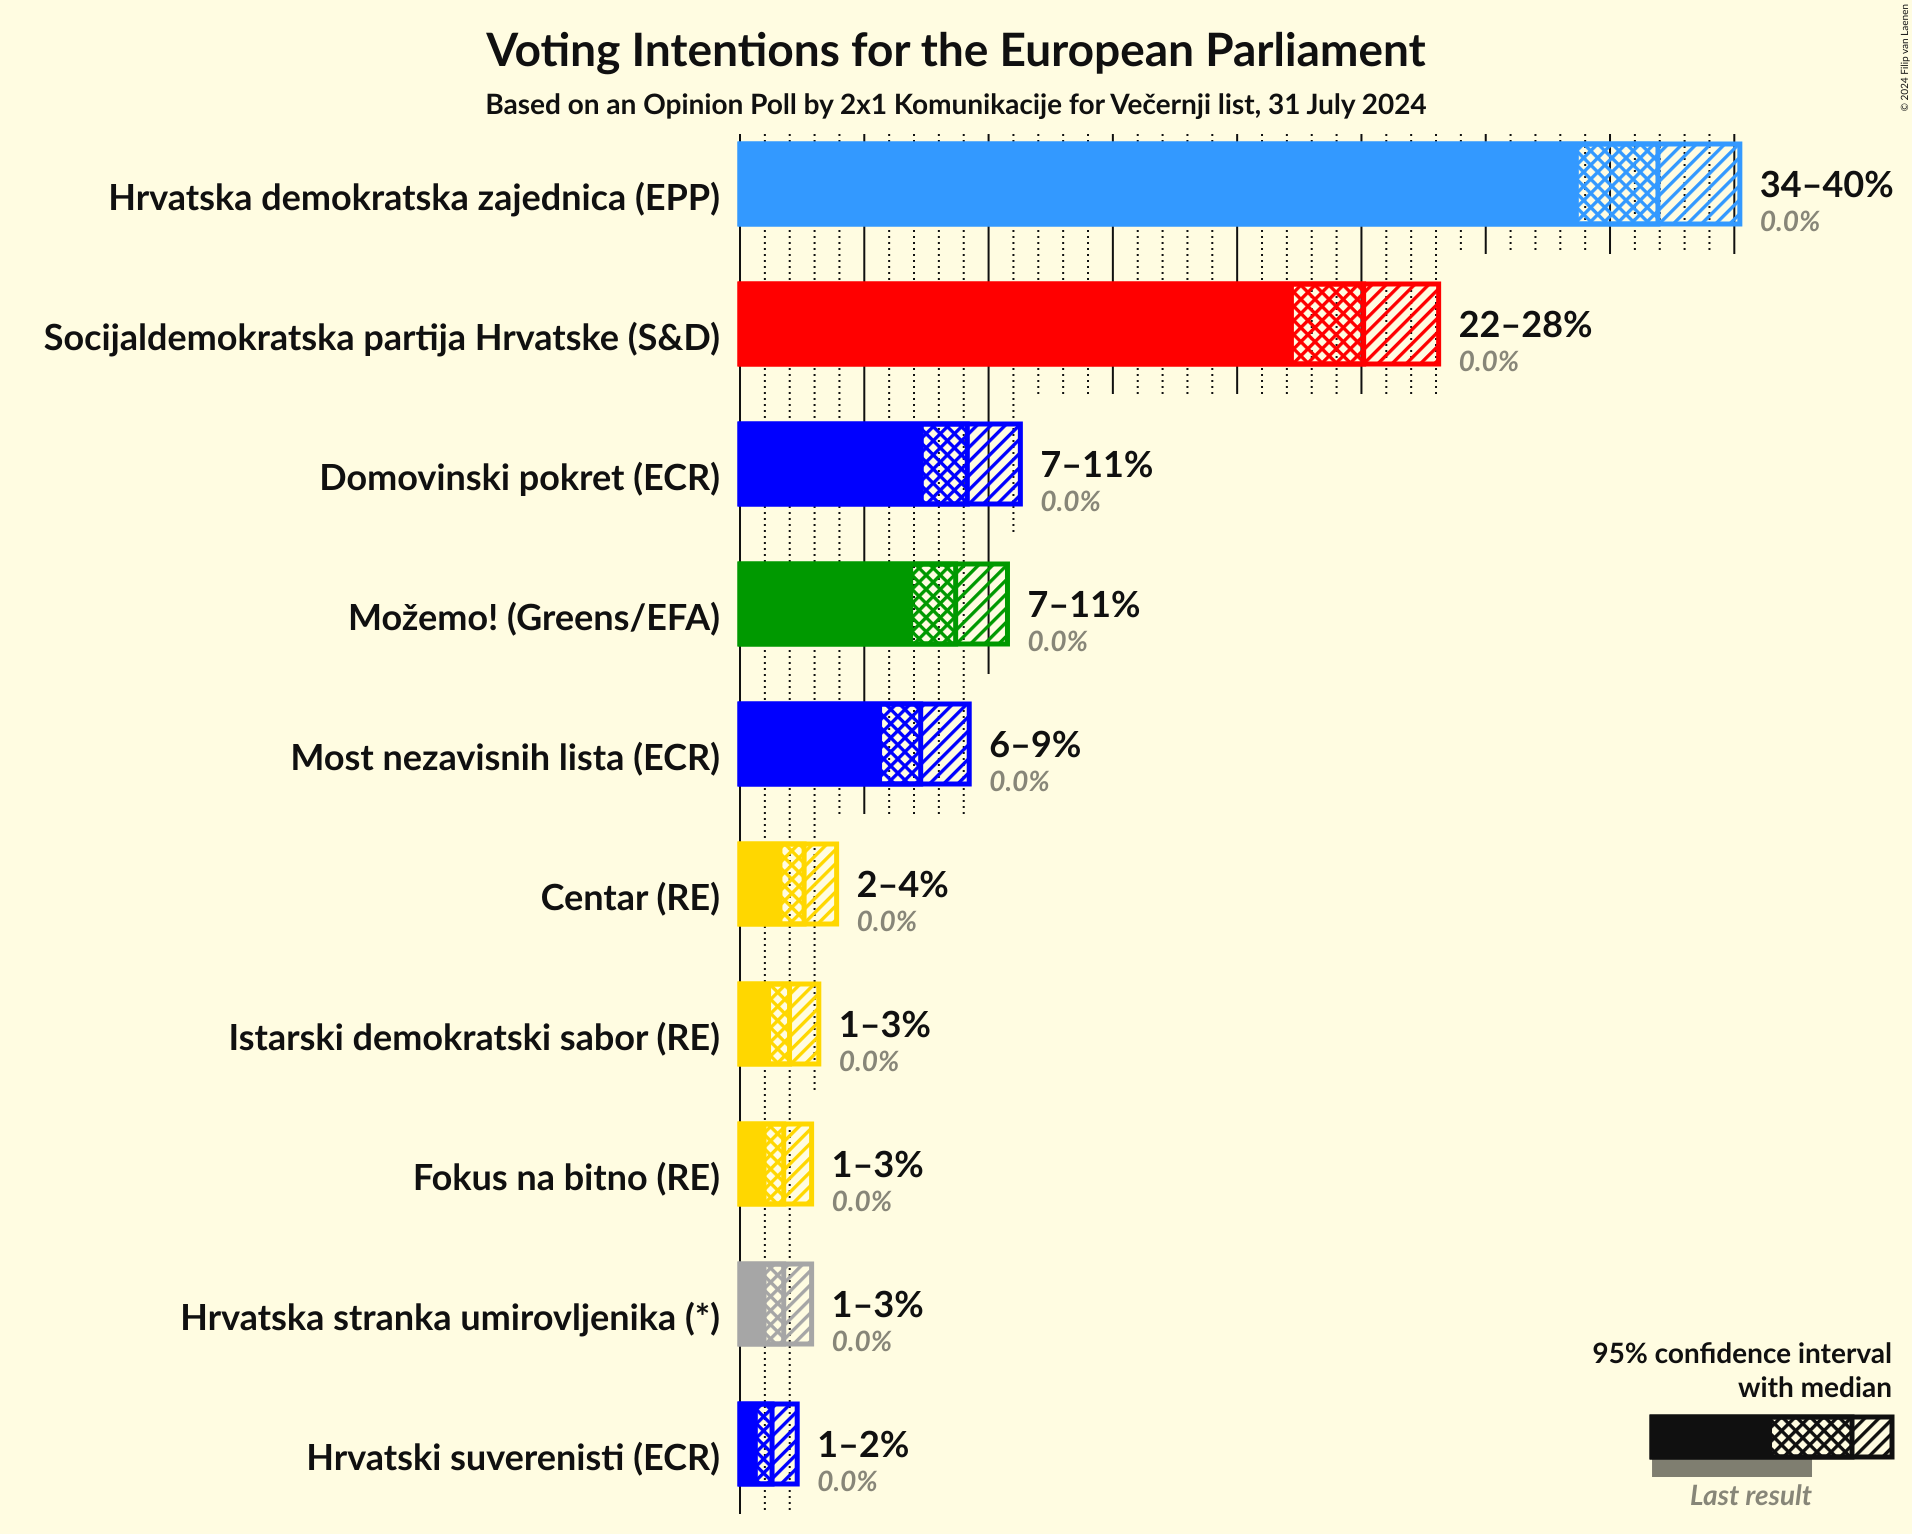 Voting Intentions for the European Parliament
Based on an Opinion Poll by 2x1 Komunikacije for Večernji list, 31 July 2024
© 2024 Filip van Laenen
Hrvatska demokratska zajednica (EPP)
34–40%
0.0%
Socijaldemokratska partija Hrvatske (S&D)
22–28%
0.0%
Domovinski pokret (ECR)
7–11%
0.0%
Možemo! (Greens/EFA)
7–11%
0.0%
Most nezavisnih lista (ECR)
6–9%
0.0%
Centar (RE)
2–4%
0.0%
Istarski demokratski sabor (RE)
1–3%
0.0%
Fokus na bitno (RE)
1–3%
0.0%
Hrvatska stranka umirovljenika (*)
1–3%
0.0%
Hrvatski suverenisti (ECR)
1–2%
0.0%
95% confidence interval
with median
Last result